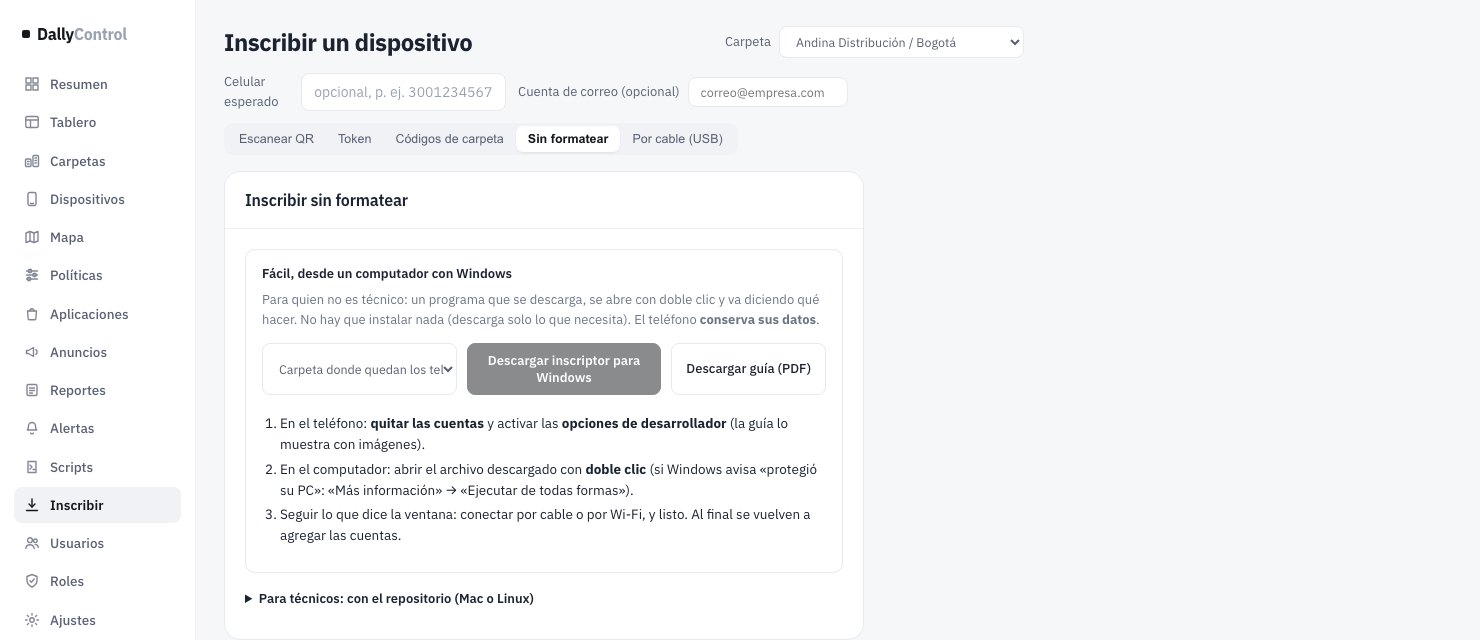 DallyControl
Resumen
Tablero
Carpetas
Dispositivos
Mapa
Políticas
Aplicaciones
Anuncios
Reportes
Alertas
Scripts
Inscribir
Usuarios
Roles
Ajustes
Inscribir un dispositivo
Carpeta
Andina Distribución / Bogotá
Celular
esperado
opcional, p. ej. 3001234567
Cuenta de correo (opcional)
correo@empresa.com
Escanear QR
Token
Códigos de carpeta
Sin formatear
Por cable (USB)
Inscribir sin formatear
Fácil, desde un computador con Windows
Para quien no es técnico: un programa que se descarga, se abre con doble clic y va diciendo qué
hacer. No hay que instalar nada (descarga solo lo que necesita). El teléfono conserva sus datos.
Carpeta donde quedan los tel
Descargar inscriptor para
Windows
Descargar guía (PDF)
1. En el teléfono: quitar las cuentas y activar las opciones de desarrollador (la guía lo
muestra con imágenes).
2. En el computador: abrir el archivo descargado con doble clic (si Windows avisa «protegió
su PC»: «Más información» → «Ejecutar de todas formas»).
3. Seguir lo que dice la ventana: conectar por cable o por Wi-Fi, y listo. Al final se vuelven a
agregar las cuentas.
Para técnicos: con el repositorio (Mac o Linux)